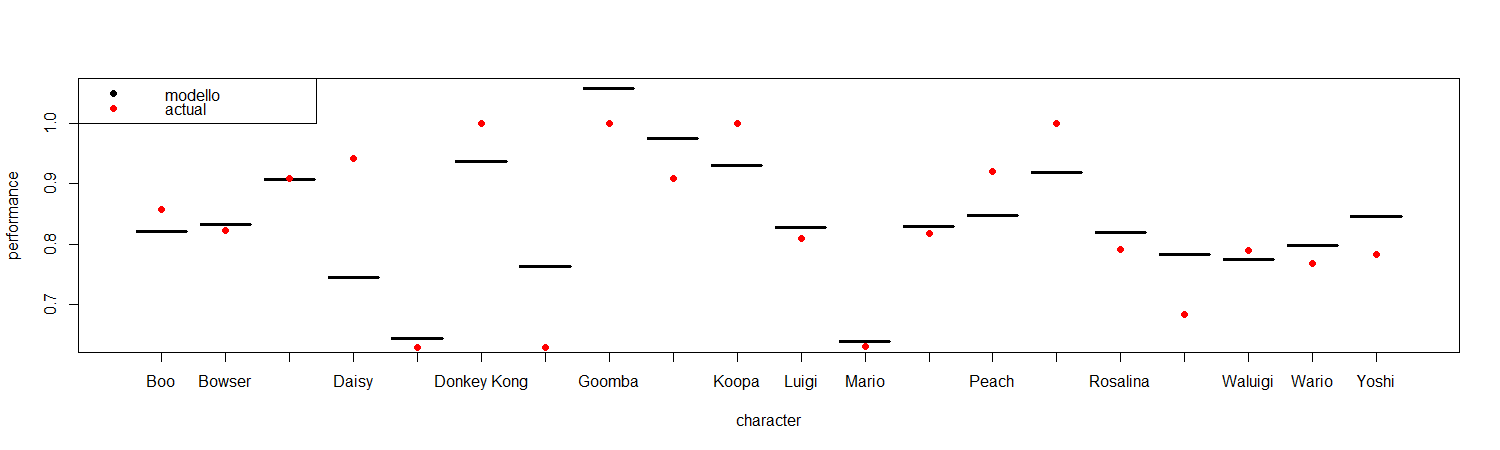 modello
actual
performance
0.7 0.8 0.9 1.0
Boo Bowser Daisy Donkey Kong Goomba Koopa Luigi Mario Peach Rosalina Waluigi Wario Yoshi
character